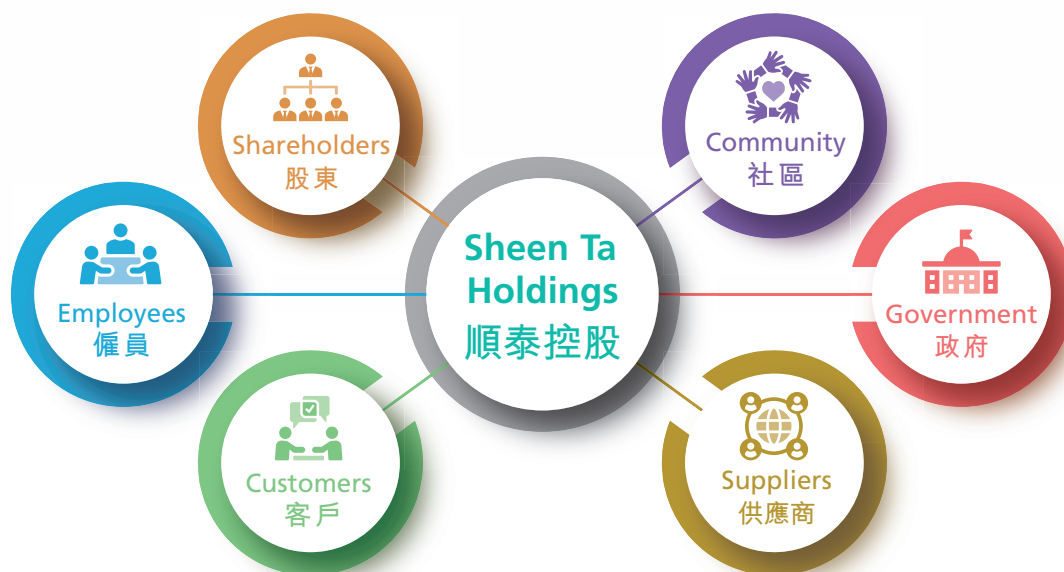 Shareholders
股東
Community
社區
Employees
僱員
Sheen Ta
Holdings
順泰控股
Government
政府
Customers
客戶
Suppliers
供應商